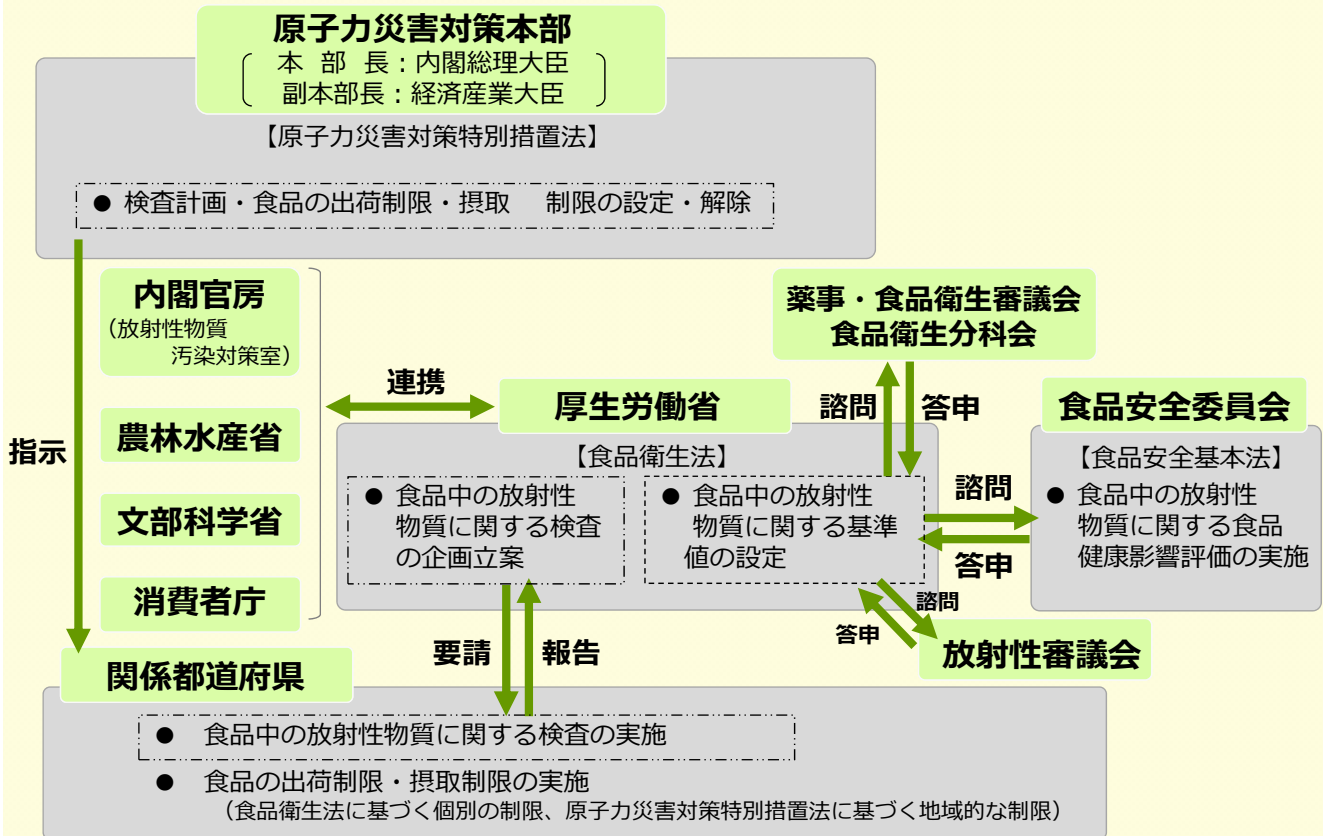 原子力災害対策本部
本 部 長：内閣総理大臣
副本部長：経済産業大臣
【原子力災害対策特別措置法】
● 検査計画・食品の出荷制限・摂取 制限の設定・解除
指示
内閣官房
（放射性物質
汚染対策室）
農林水産省
文部科学省
消費者庁
連携
厚生労働省
【食品衛生法】
● 食品中の放射性
物質に関する検査
の企画立案
● 食品中の放射性
物質に関する基準
値の設定
薬事・食品衛生審議会
食品衛生分科会
諮問
答申
食品安全委員会
【食品安全基本法】
● 食品中の放射性
物質に関する食品
健康影響評価の実施
諮問
答申
諮問
答申
放射性審議会
要請
報告
関係都道府県
● 食品中の放射性物質に関する検査の実施
● 食品の出荷制限・摂取制限の実施
（食品衛生法に基づく個別の制限、原子力災害対策特別措置法に基づく地域的な制限）